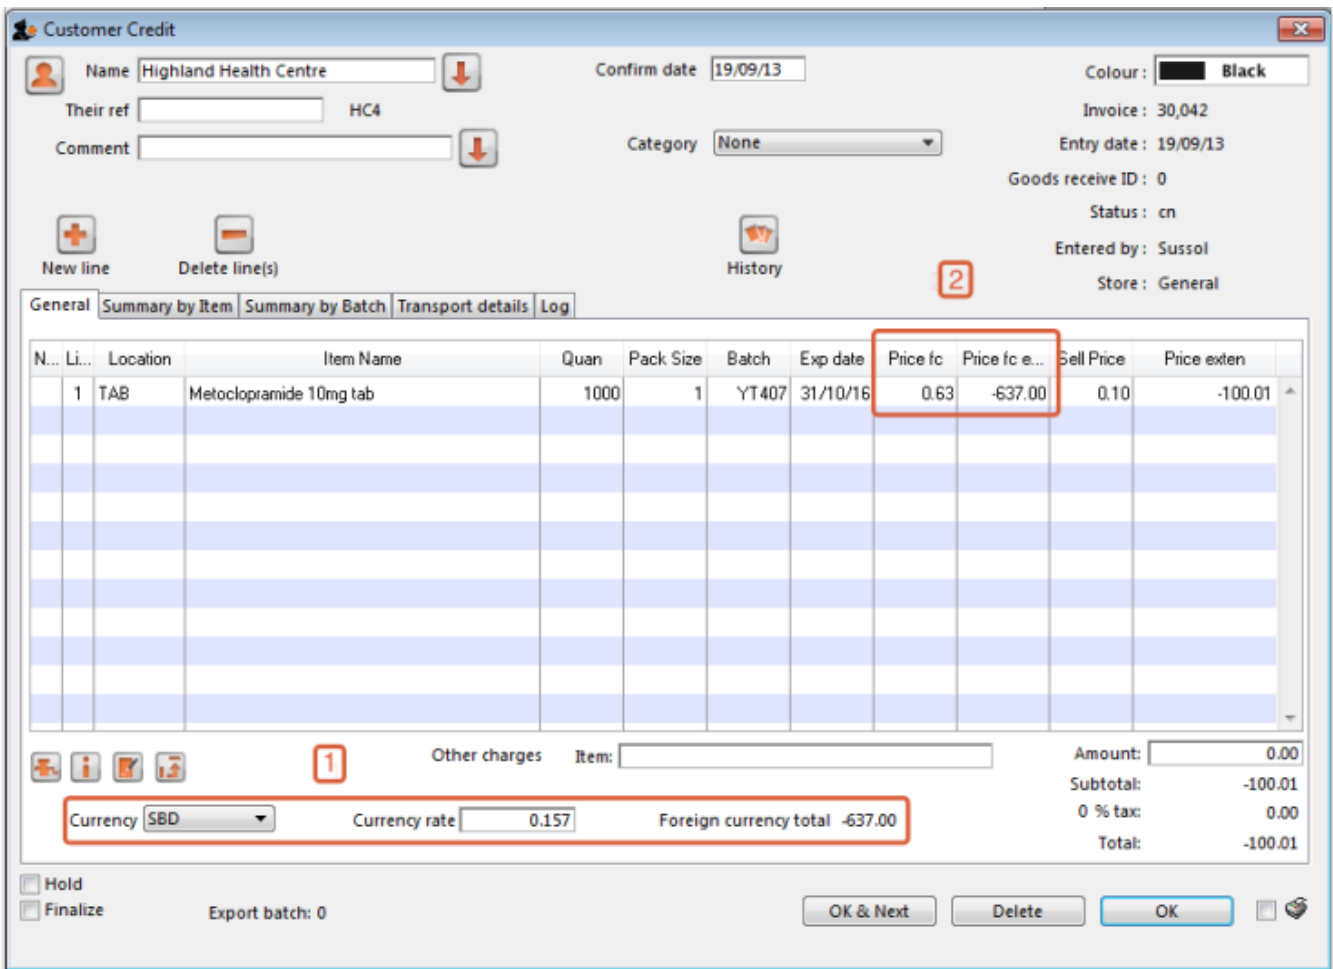 Customer Credit
Name Highland Health Centre Confirm date 19/09/13 Colour: Black
Their ref HC4 Invoice: 30,042
Comment Category None Entry date: 19/09/13
Goods receive ID: 0
Status: cn
Entered by: Sussol
New line Delete line(s) History
2 Store: General
General Summary by Item Summary by Batch Transport details Log
N... Li... Location Item Name Quan Pack Size Batch Exp date Price fc Price fc e... Sell Price Price exten
1 TAB Metoclopramide 10mg tab 1000 1 YT407 31/10/16 0.63 -637.00 0.10 -100.01
1 Other charges Item: Amount: 0.00
Subtotal: -100.01
Currency SBD Currency rate 0.157 Foreign currency total -637.00 0 % tax: 0.00
Total: -100.01
Hold
Finalize Export batch: 0 OK & Next Delete OK